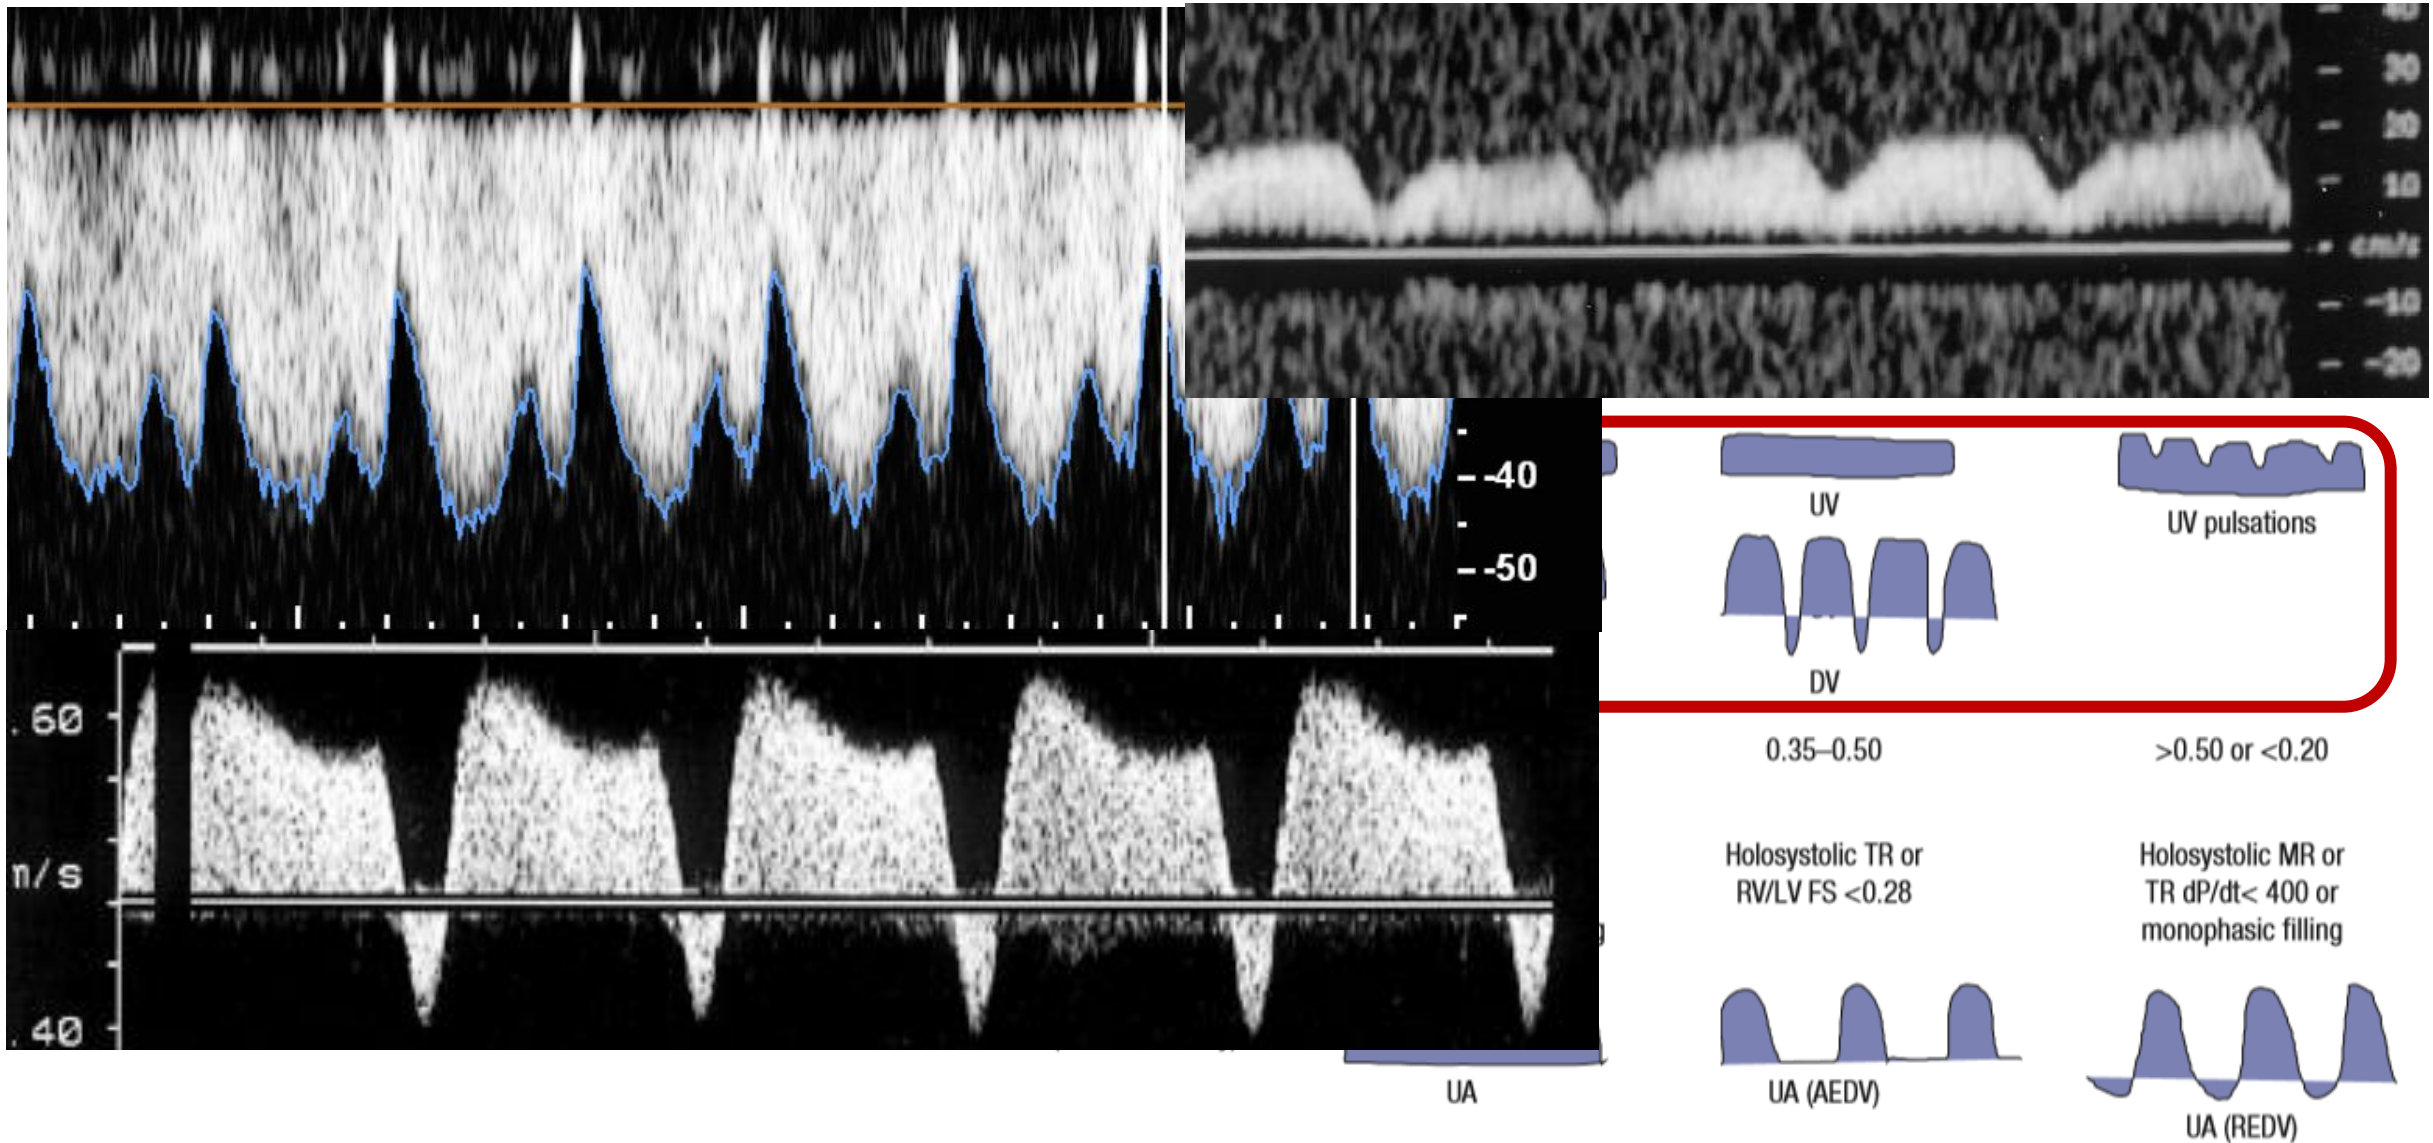 40
30
20
10
cm/s
-10
-20
-40
-50
UV
UV pulsations
DV
.60
m/s
.40
0.35–0.50
>0.50 or <0.20
Holosystolic TR or
RV/LV FS <0.28
Holosystolic MR or
TR dP/dt< 400 or
monophasic filling
UA
UA (AEDV)
UA (REDV)